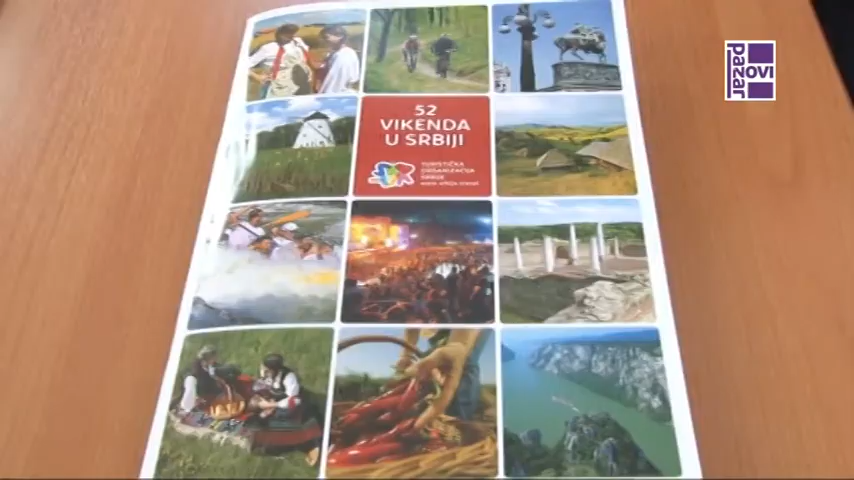 52
VIKENDA
U SRBIJI
TURISTIČKA
ORGANIZACIJA
SRBIJE
www.srbija.travel
NOVI
pazar